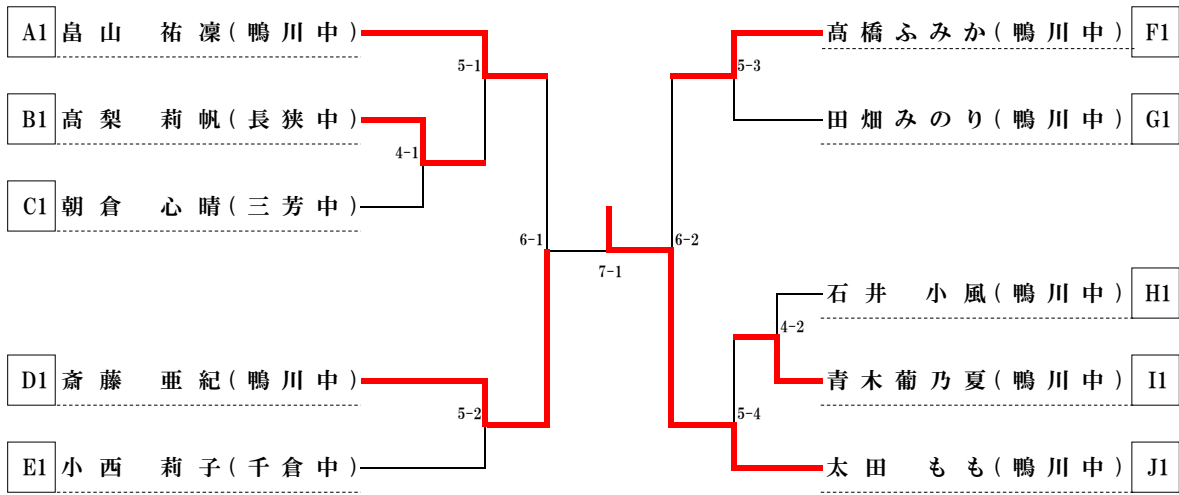 A1 畠山 祐凜(鴨川中)
5-1
B1 高梨 莉帆(長狭中)
4-1
C1 朝倉 心晴(三芳中)
6-1
D1 斎藤 亜紀(鴨川中)
5-2
E1 小西 莉子(千倉中)
7-1
高橋ふみか(鴨川中) F1
5-3
田畑みのり(鴨川中) G1
6-2
石井 小風(鴨川中) H1
4-2
青木葡乃夏(鴨川中) I1
5-4
太田 もも(鴨川中) J1